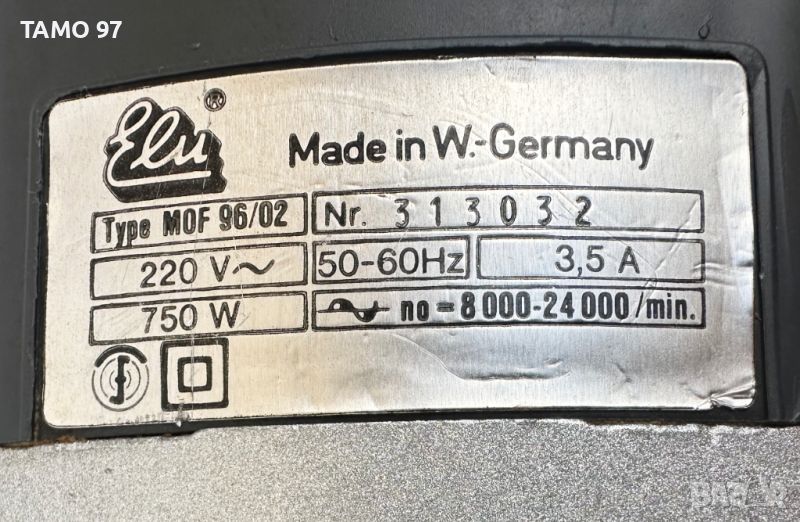 TAMO 97
Elu ®
Made in W.-Germany
Type MOF 96/02
Nr. 313032
220 V~
50-60Hz
3,5 A
750 W
no = 8 000-24 000 /min.